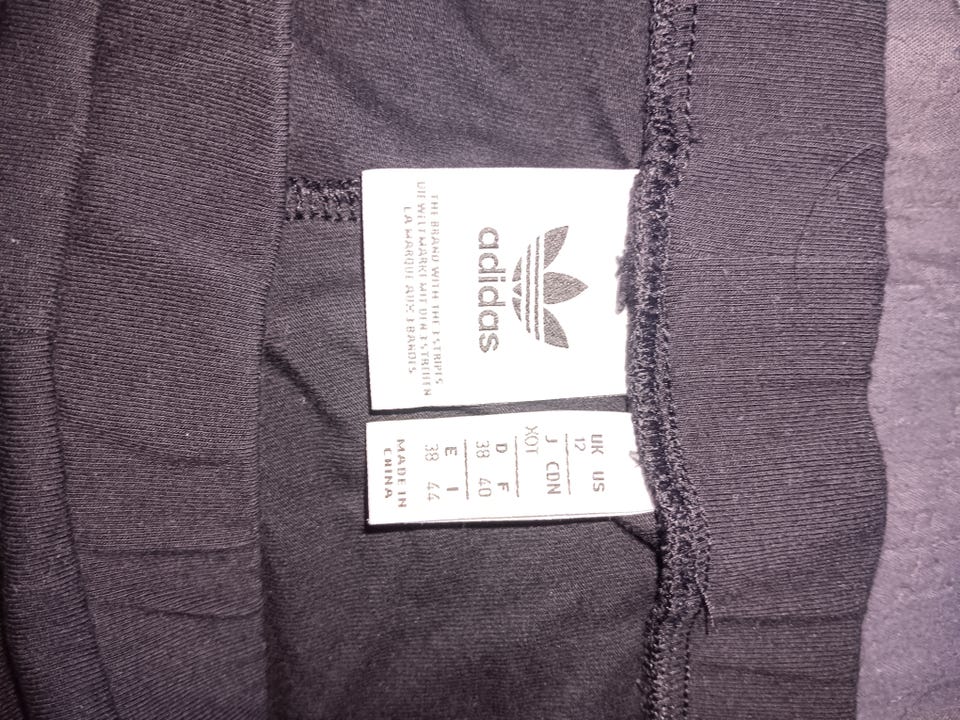 adidas
THE BRAND WITH THE 3 STRIPES
DIE WELTMARKE MIT DEN 3 STREIFEN
LA MARQUE AUX 3 BANDES
UK US
12
J CDN
XOT
D F
38 40
E I
38 44
MADE IN
CHINA